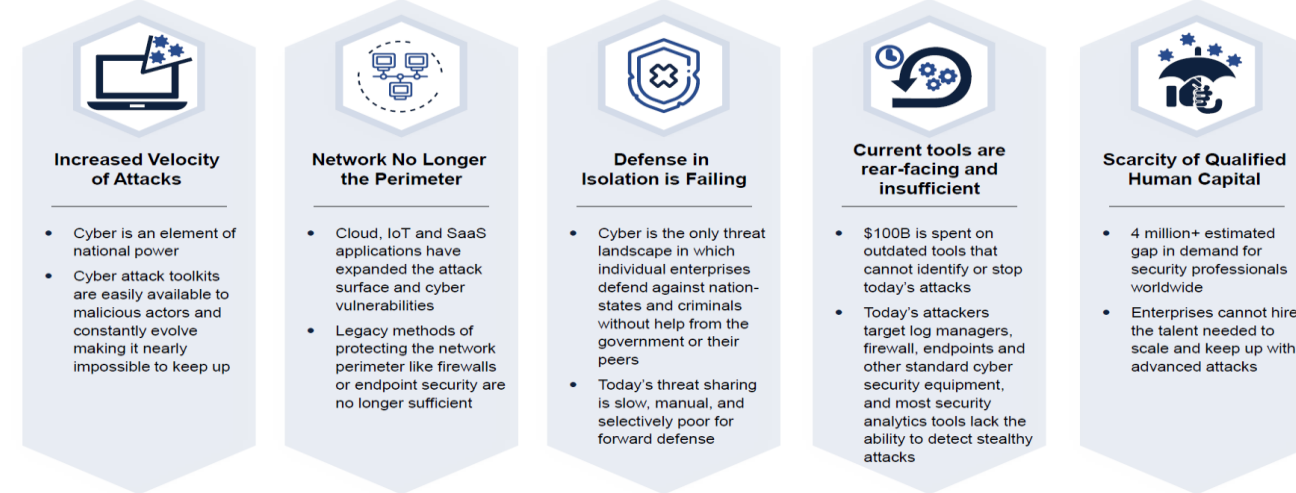 Increased Velocity
of Attacks
• Cyber is an element of
national power
• Cyber attack toolkits
are easily available to
malicious actors and
constantly evolve
making it nearly
impossible to keep up
Network No Longer
the Perimeter
• Cloud, IoT and SaaS
applications have
expanded the attack
surface and cyber
vulnerabilities
• Legacy methods of
protecting the network
perimeter like firewalls
or endpoint security are
no longer sufficient
Defense in
Isolation is Failing
• Cyber is the only threat
landscape in which
individual enterprises
defend against nation-
states and criminals
without help from the
government or their
peers
• Today's threat sharing
is slow, manual, and
selectively poor for
forward defense
Current tools are
rear-facing and
insufficient
• $100B is spent on
outdated tools that
cannot identify or stop
today's attacks
• Today's attackers
target log managers,
firewall, endpoints and
other standard cyber
security equipment,
and most security
analytics tools lack the
ability to detect stealthy
attacks
Scarcity of Qualified
Human Capital
• 4 million+ estimated
gap in demand for
security professionals
worldwide
• Enterprises cannot hire
the talent needed to
scale and keep up with
advanced attacks